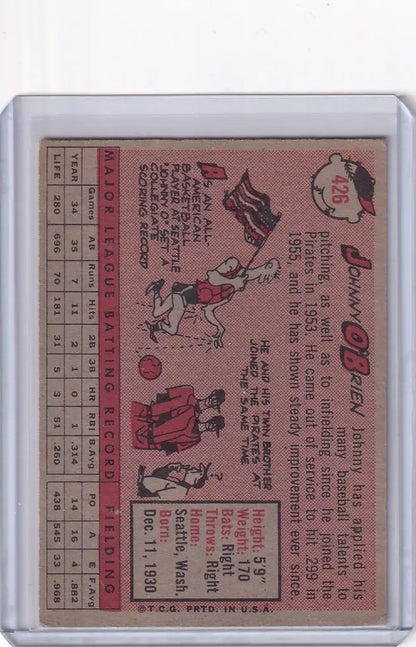 426
JOHNNY O'BRIEN
Johnny has applied his
many baseball talents to
pitching, as well as to infielding since he joined the
Pirates in 1953. He came out of service to hit .299 in
1955, and he has shown steady improvement ever since.
AS AN ALL-
AMERICAN
BASKETBALL
PLAYER AT SEATTLE
"JOHNNY O" SET A
COLLEGIATE
SCORING RECORD
HE AND HIS TWIN BROTHER
JOINED THE PIRATES AT
THE SAME TIME
?
Height: 5'9"
Weight: 170
Bats: Right
Throws: Right
Home:
Seattle, Wash.
Born:
Dec. 11, 1930
MAJOR LEAGUE BATTING RECORD FIELDING
Games AB Runs Hits 2B 3B HR RBI B.Avg PO A E F.Avg
YEAR 34 35 7 11 2 1 0 1 .314 14 16 4 .882
LIFE 280 696 70 181 31 5 3 51 .260 438 545 33 .968
© T.C.G. PRTD. IN U.S.A.